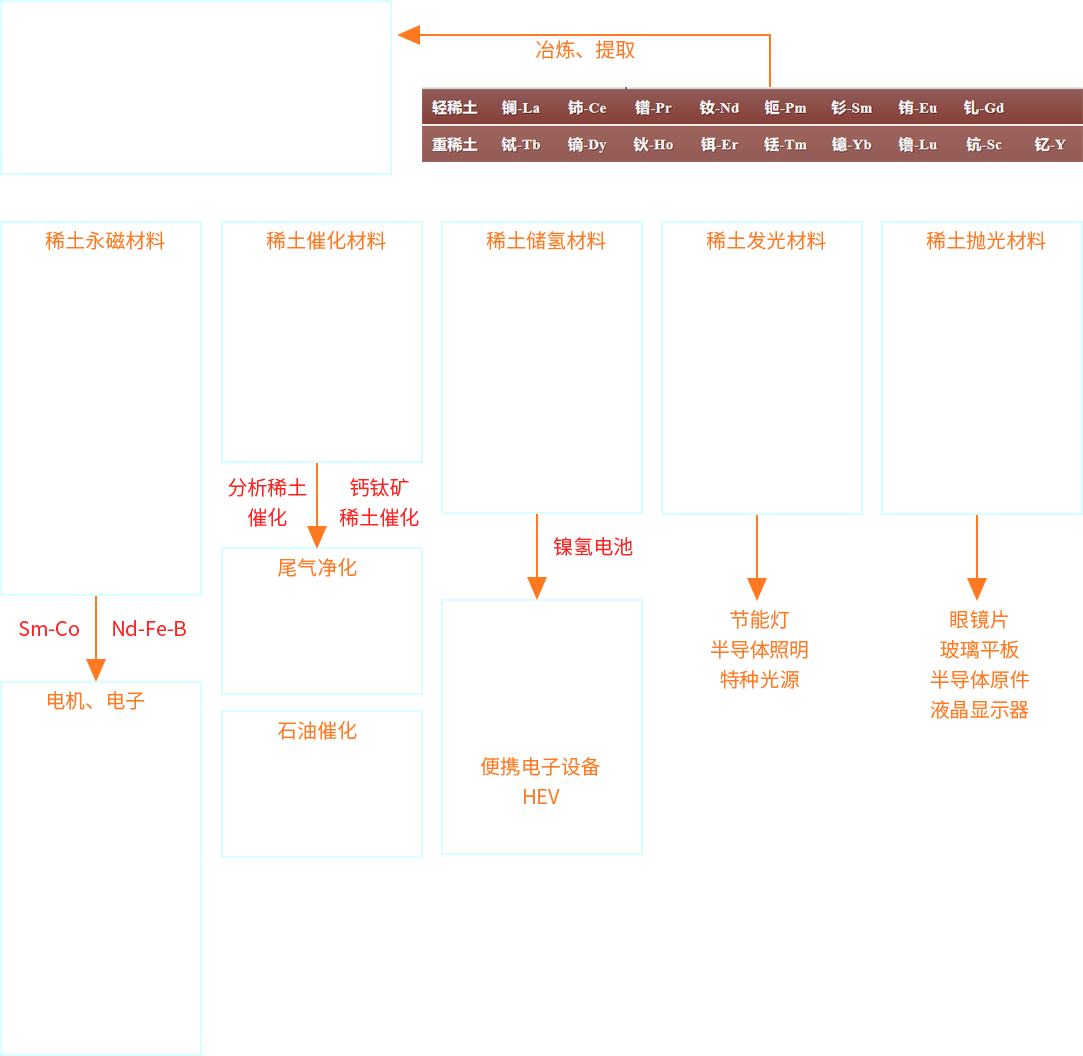 冶炼、提取
轻稀土 镧-La 铈-Ce 镨-Pr 钕-Nd 钷-Pm 钐-Sm 铕-Eu 钆-Gd
重稀土 铽-Tb 镝-Dy 钬-Ho 铒-Er 铥-Tm 镱-Yb 镥-Lu 钪-Sc 钇-Y
稀土永磁材料
稀土催化材料
稀土储氢材料
稀土发光材料
稀土抛光材料
分析稀土
催化
钙钛矿
稀土催化
镍氢电池
尾气净化
Sm-Co
Nd-Fe-B
节能灯
半导体照明
特种光源
眼镜片
玻璃平板
半导体原件
液晶显示器
电机、电子
石油催化
便携电子设备
HEV